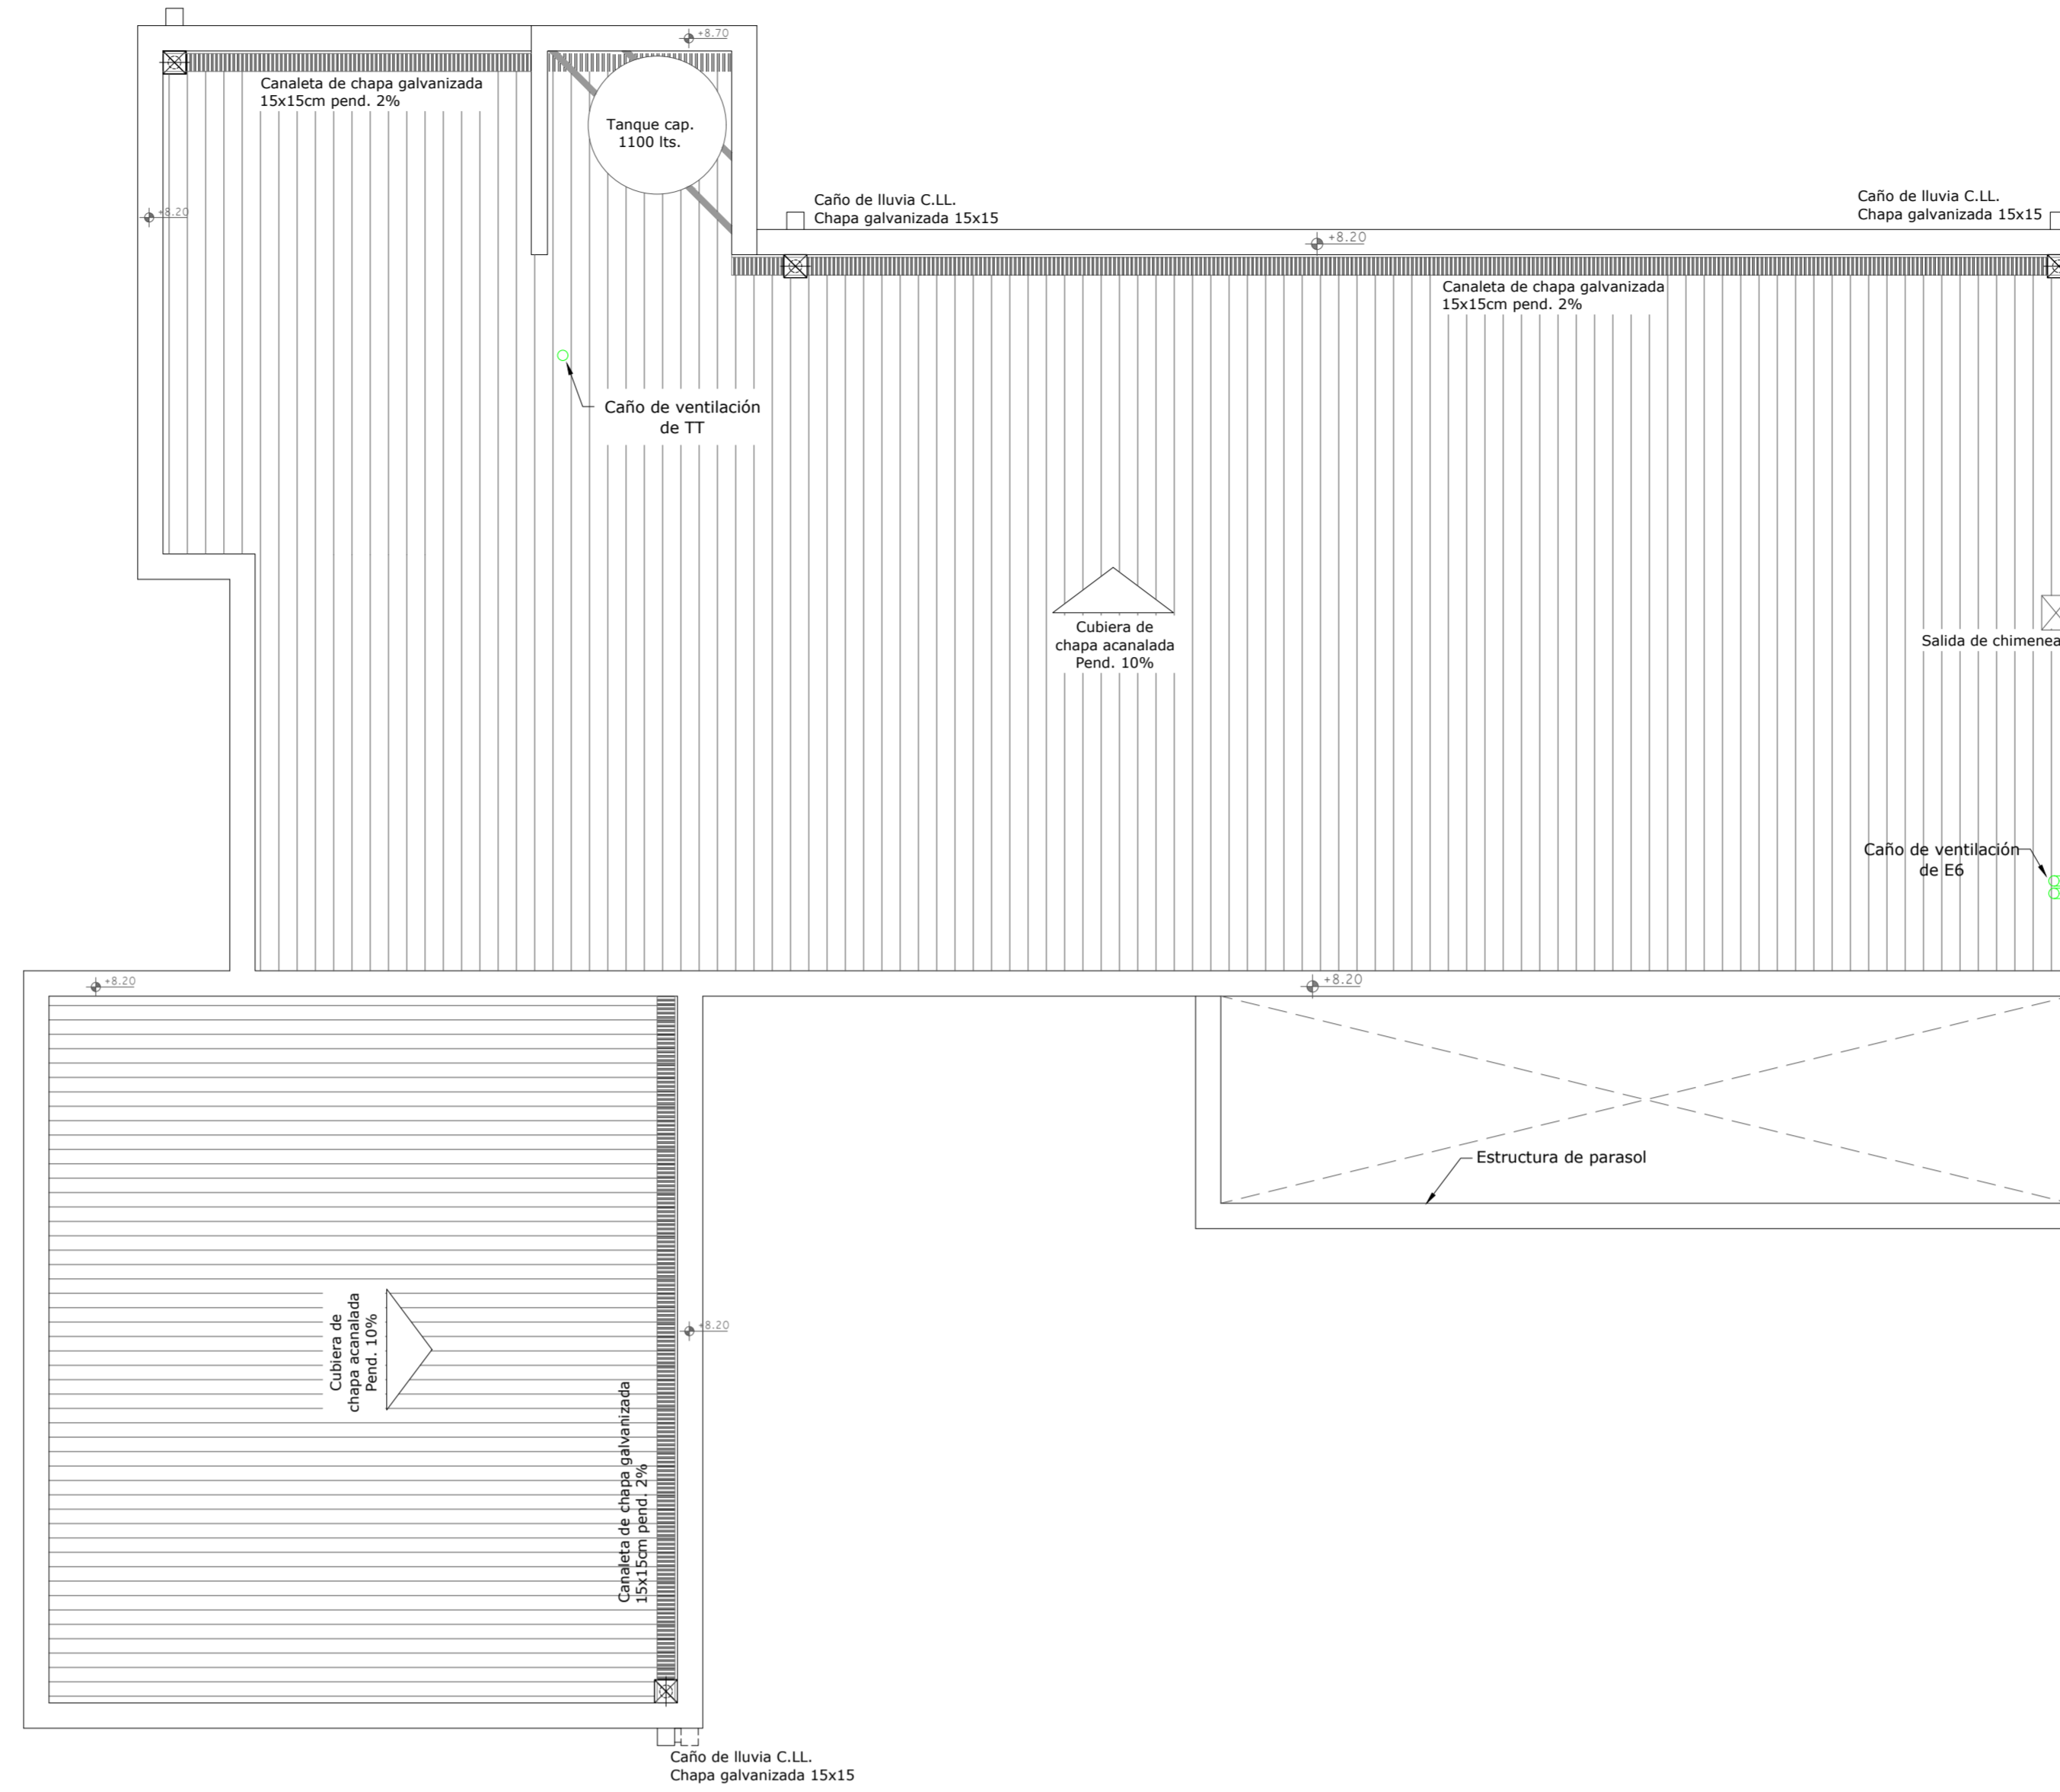 +8.70
Canaleta de chapa galvanizada
15x15cm pend. 2%
Tanque cap.
1100 lts.
+8.20
Caño de lluvia C.LL.
Chapa galvanizada 15x15
Caño de lluvia C.LL.
Chapa galvanizada 15x15
+8.20
Canaleta de chapa galvanizada
15x15cm pend. 2%
Caño de ventilación
de TT
Cubiera de
chapa acanalada
Pend. 10%
Salida de chimenea
Caño de ventilación
de E6
+8.20
+8.20
Estructura de parasol
Cubiera de
chapa acanalada
Pend. 10%
+8.20
Canaleta de chapa galvanizada
15x15cm pend. 2%
Caño de lluvia C.LL.
Chapa galvanizada 15x15